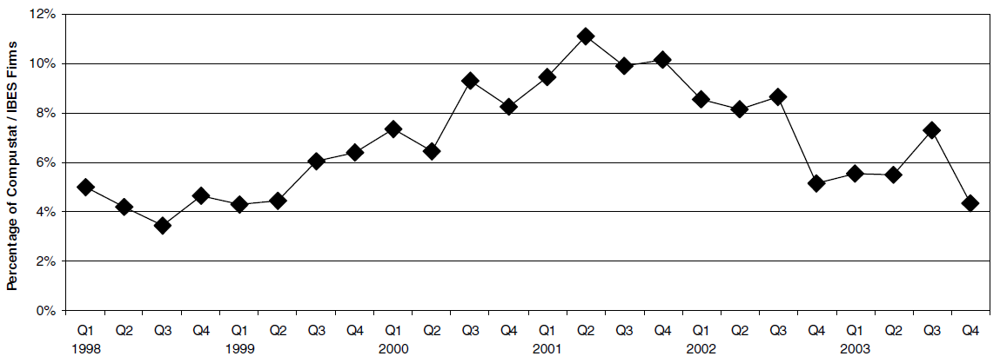 12%
10%
8%
6%
4%
2%
0%
Percentage of Compustat / IBES Firms
Q1 Q2 Q3 Q4 Q1 Q2 Q3 Q4 Q1 Q2 Q3 Q4 Q1 Q2 Q3 Q4 Q1 Q2 Q3 Q4 Q1 Q2 Q3 Q4
1998 1999 2000 2001 2002 2003